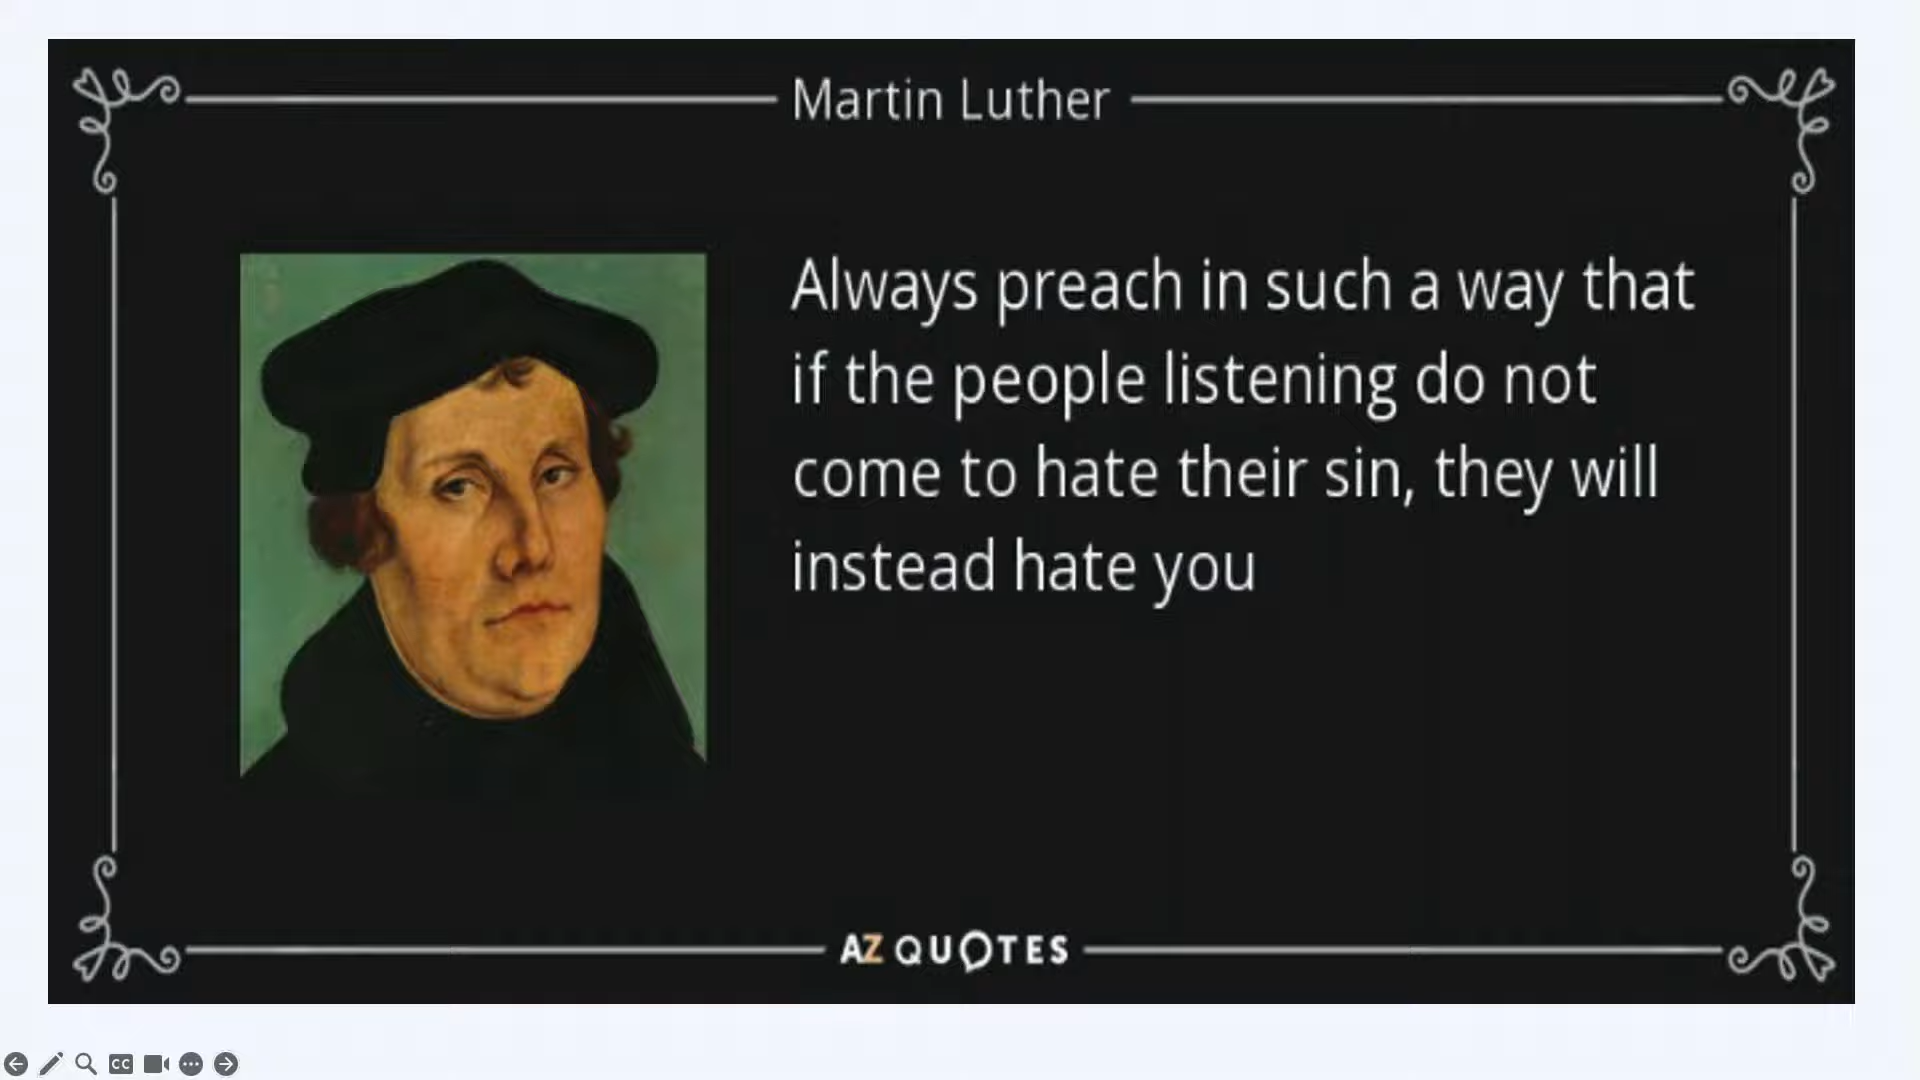 Martin Luther
Always preach in such a way that
if the people listening do not
come to hate their sin, they will
instead hate you
AZ QUOTES
CC